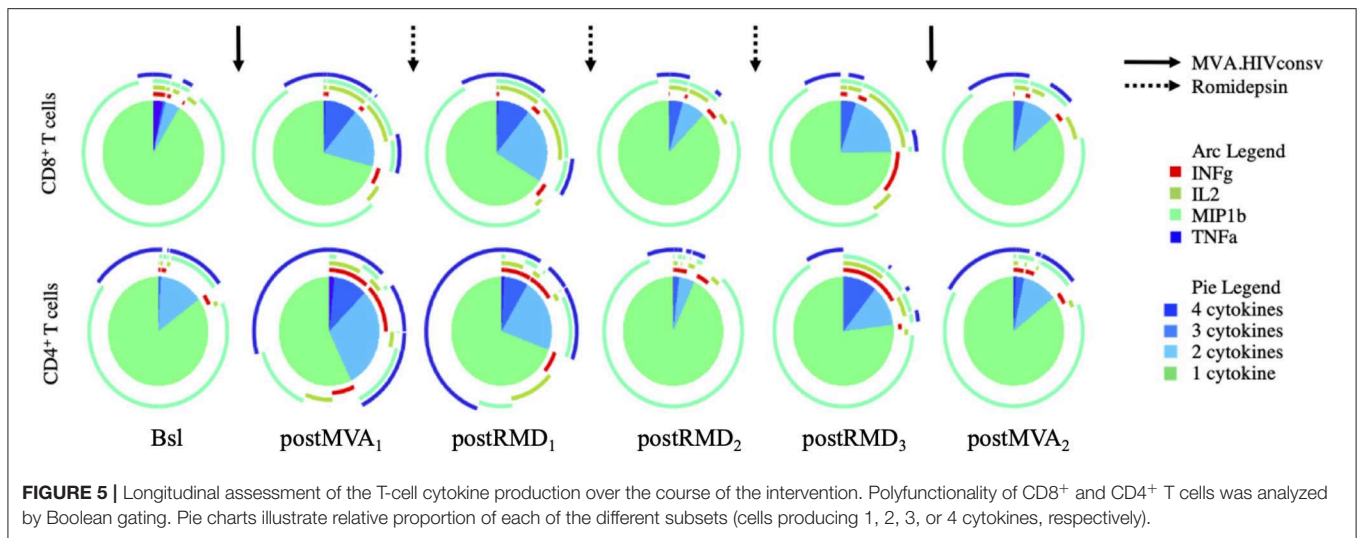 MVA.HIVconsv
Romidepsin
CD8+ T cells
Arc Legend
INFg
IL2
MIP1b
TNFa
CD4+ T cells
Pie Legend
4 cytokines
3 cytokines
2 cytokines
1 cytokine
Bsl postMVA1 postRMD1 postRMD2 postRMD3 postMVA2
FIGURE 5 | Longitudinal assessment of the T-cell cytokine production over the course of the intervention. Polyfunctionality of CD8+ and CD4+ T cells was analyzed
by Boolean gating. Pie charts illustrate relative proportion of each of the different subsets (cells producing 1, 2, 3, or 4 cytokines, respectively).